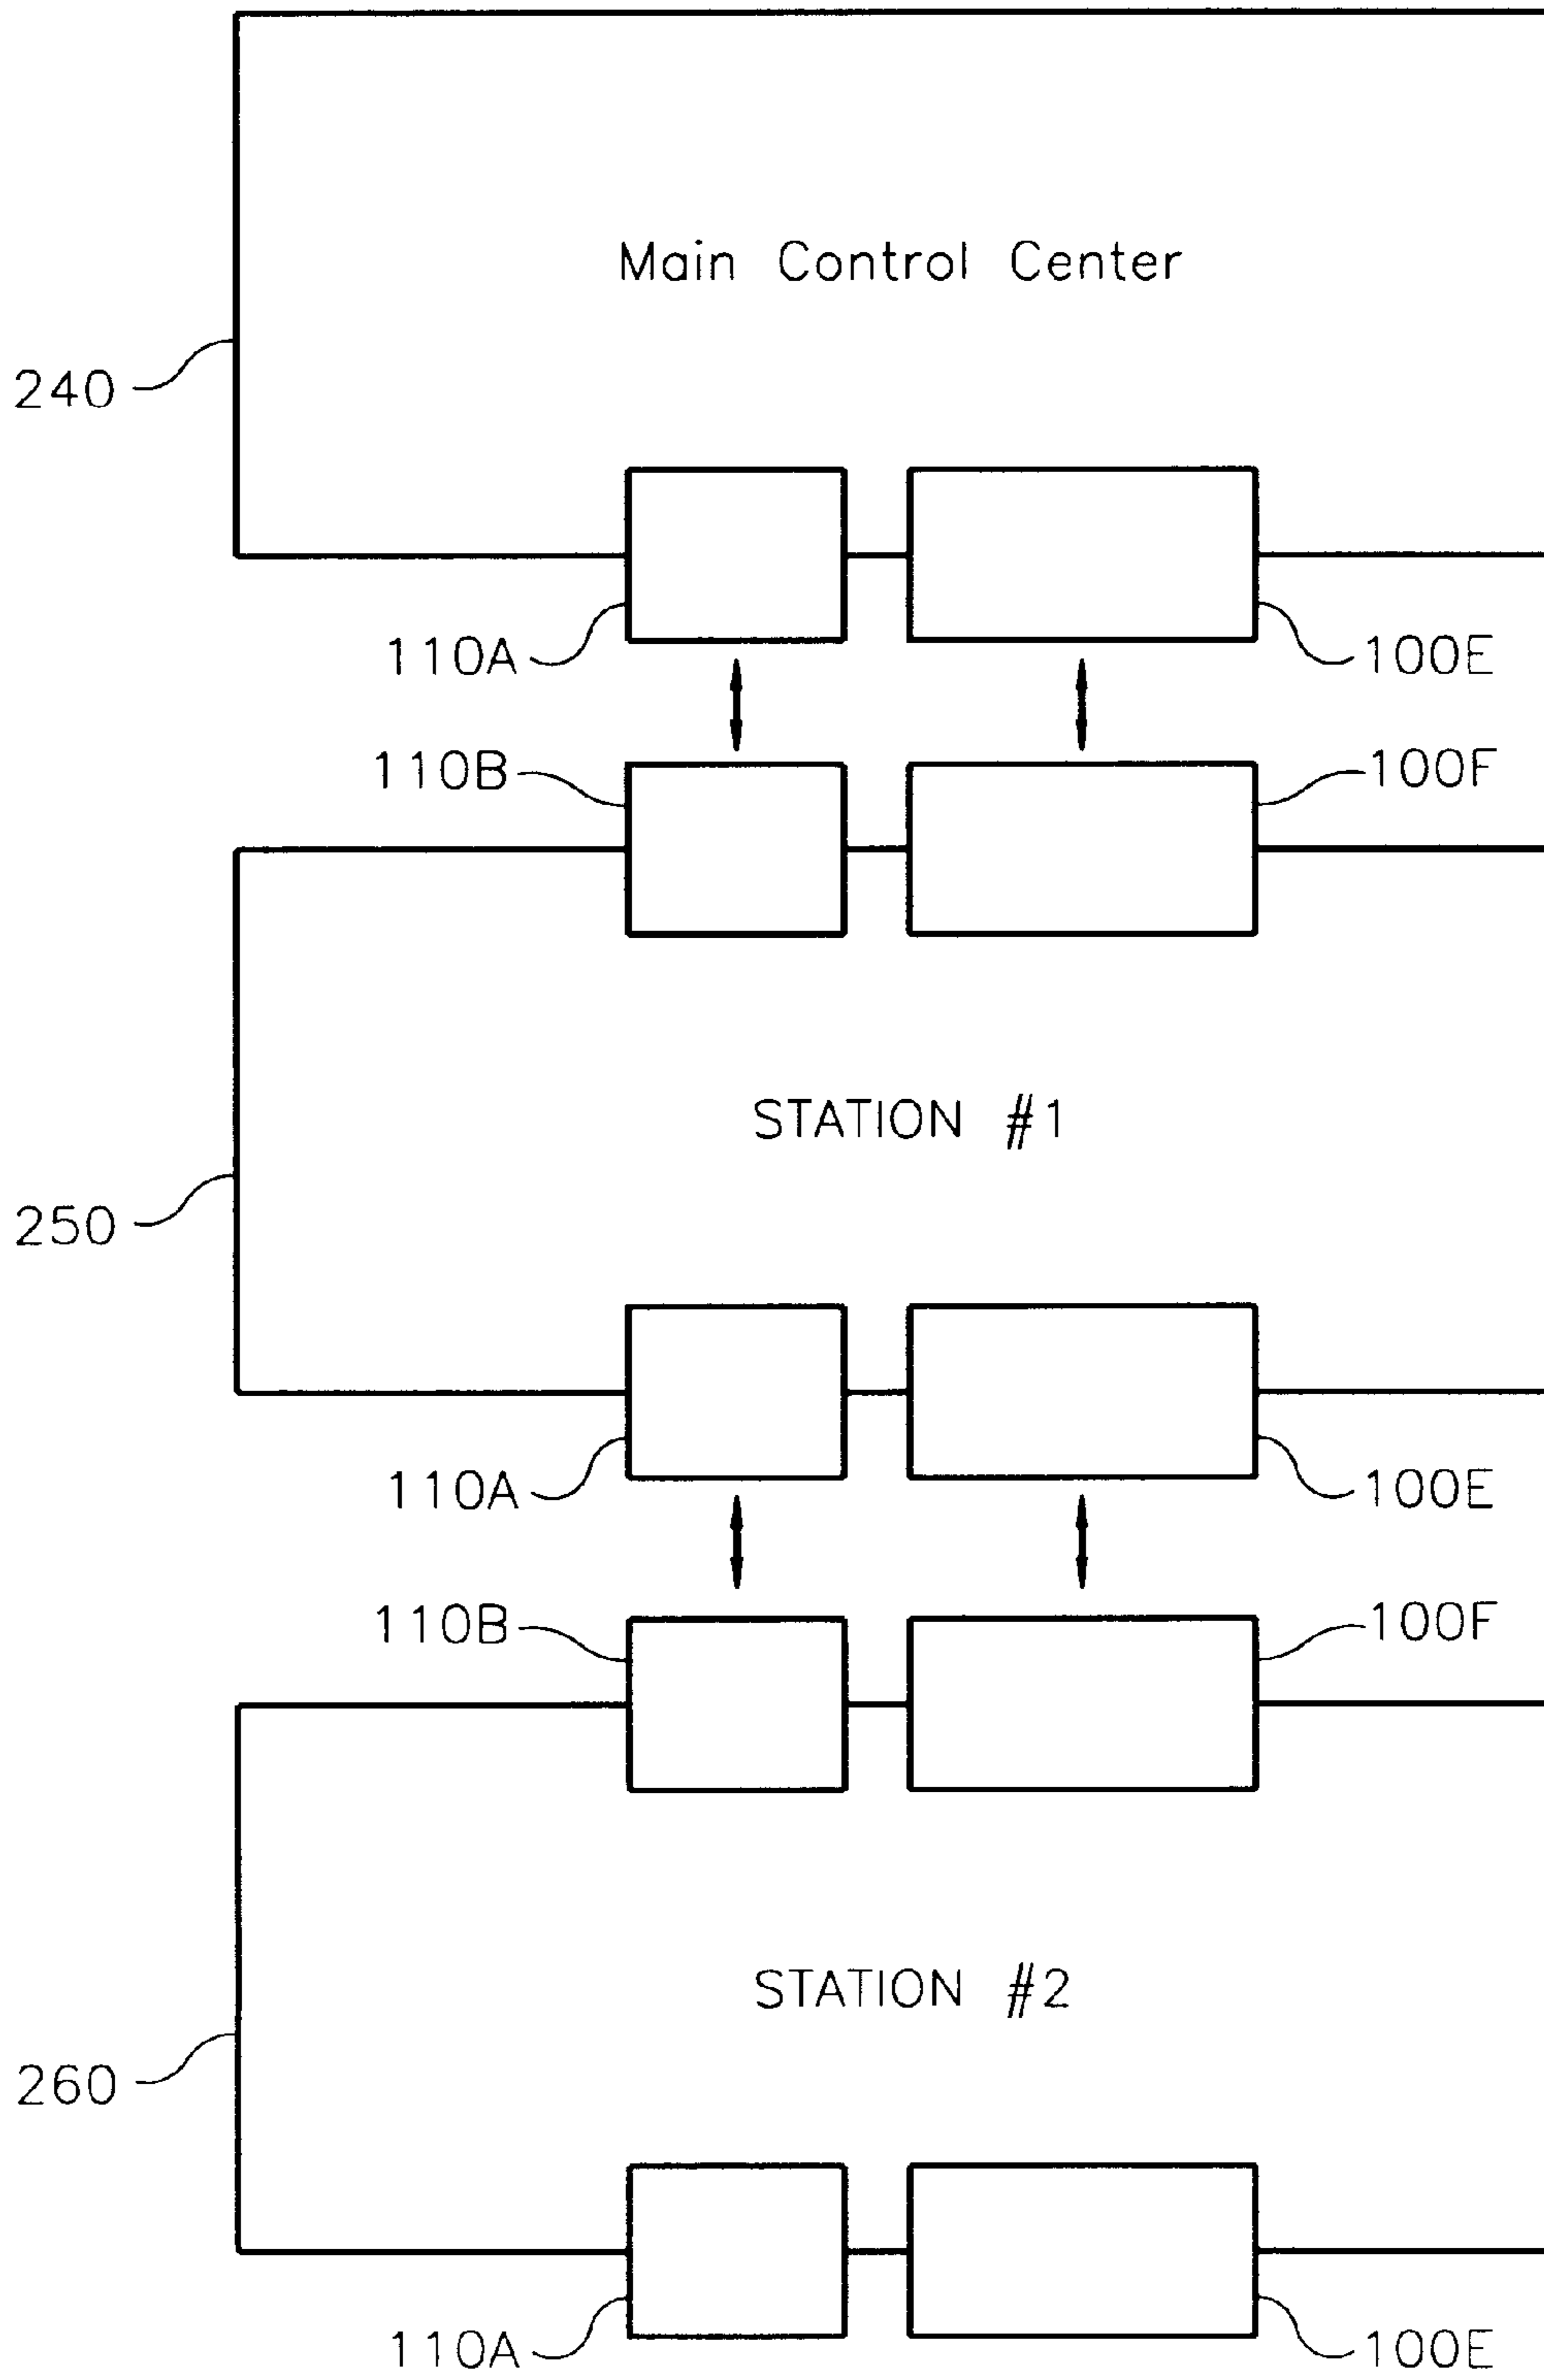 Main Control Center
240
110A
100E
110B
100F
STATION #1
250
110A
100E
110B
100F
STATION #2
260
110A
100E